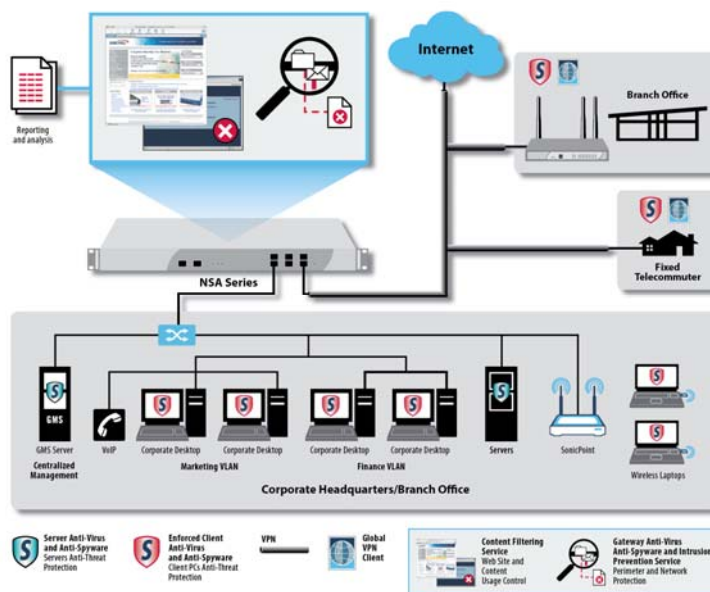 Internet
Branch Office
Reporting
and analysis
Fixed
Telecommuter
NSA Series
GMS
GMS Server
Centralized
Management
VoIP
Corporate Desktop
Corporate Desktop
Marketing VLAN
Corporate Desktop
Corporate Desktop
Finance VLAN
Servers
SonicPoint
Wireless Laptops
Corporate Headquarters/Branch Office
Server Anti-Virus
and Anti-Spyware
Servers Anti-Threat
Protection
Enforced Client
Anti-Virus
and Anti-Spyware
Client PCs Anti-Threat
Protection
VPN
Global
VPN
Client
Content Filtering
Service
Web Site and
Content
Usage Control
Gateway Anti-Virus
Anti-Spyware and Intrusion
Prevention Service
Perimeter and Network
Protection